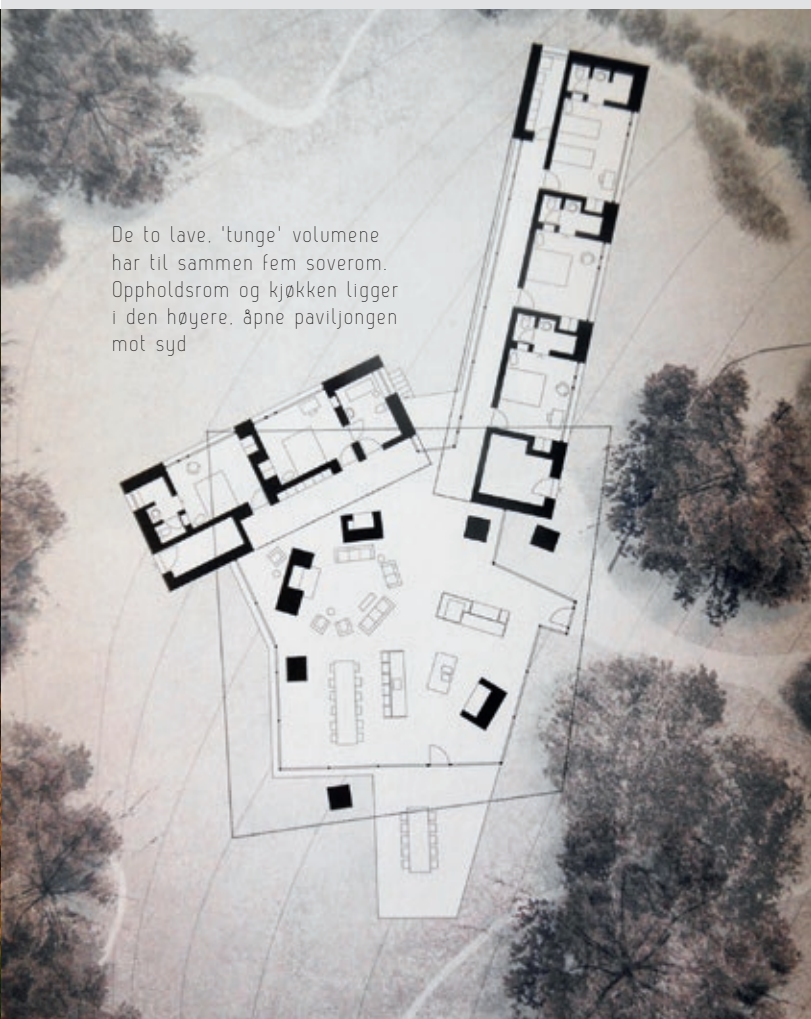 De to lave, 'tunge' volumene
har til sammen fem soverom.
Oppholdsrom og kjøkken ligger
i den høyere, åpne paviljongen
mot syd